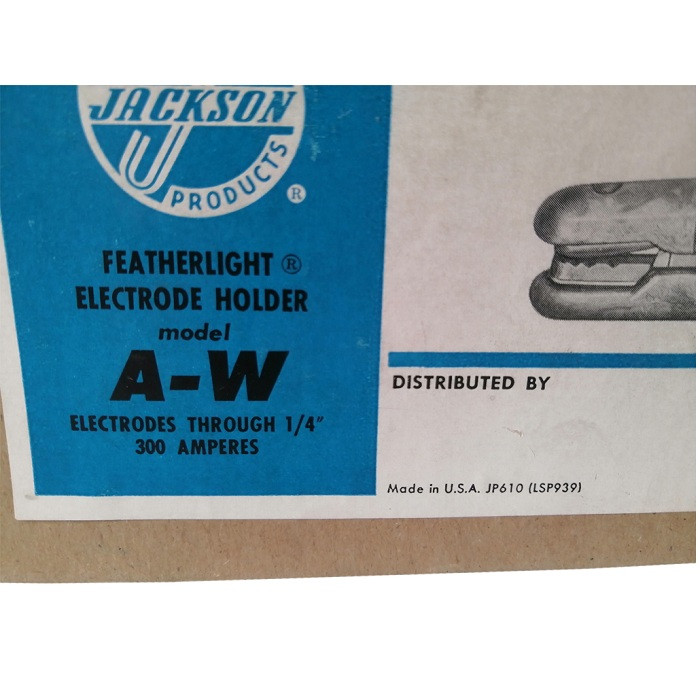 JACKSON
J
PRODUCTS ®
FEATHERLIGHT ®
ELECTRODE HOLDER
model
A-W
ELECTRODES THROUGH 1/4"
300 AMPERES
DISTRIBUTED BY
Made in U.S.A. JP610 (LSP939)